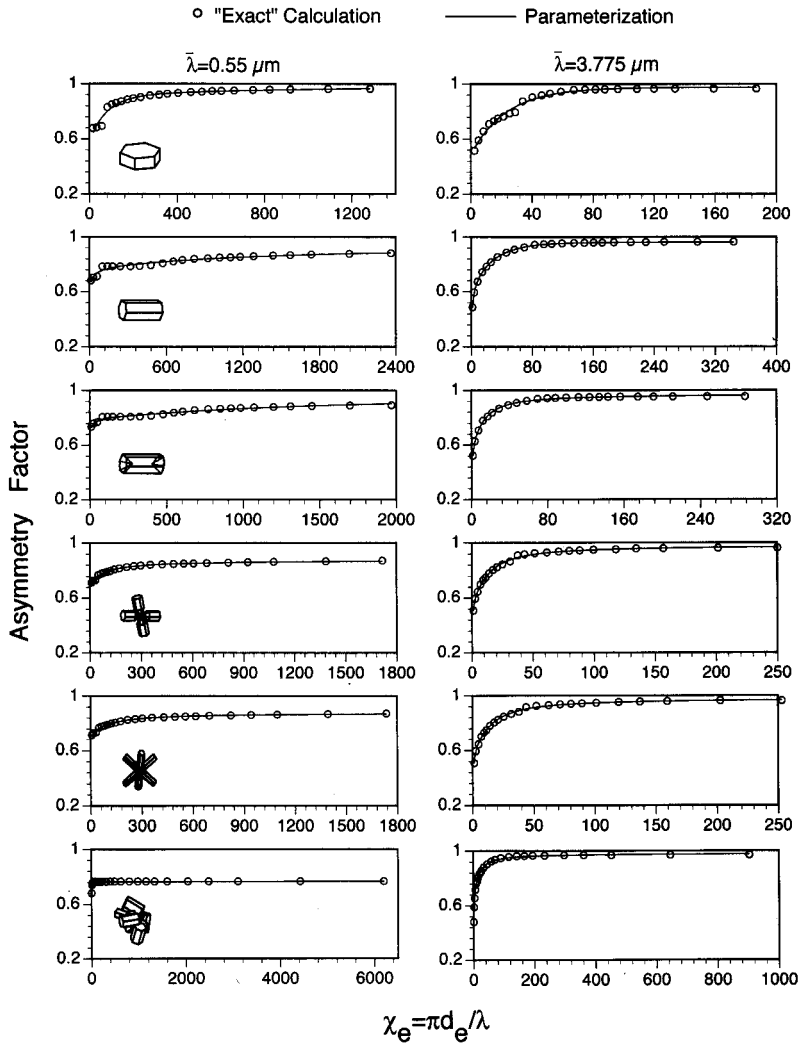 "Exact" Calculation Parameterization
λ̄=0.55 μm λ̄=3.775 μm
1 1
0.6 0.6
0.2 0.2
0 400 800 1200 0 40 80 120 160 200
1 1
0.6 0.6
0.2 0.2
0 600 1200 1800 2400 0 80 160 240 320 400
1 1
0.6 0.6
0.2 0.2
0 500 1000 1500 2000 0 80 160 240 320
1 1
0.6 0.6
0.2 0.2
0 300 600 900 1200 1500 1800 0 50 100 150 200 250
1 1
0.6 0.6
0.2 0.2
0 300 600 900 1200 1500 1800 0 50 100 150 200 250
1 1
0.6 0.6
0.2 0.2
0 2000 4000 6000 0 200 400 600 800 1000
Asymmetry Factor
χe=πde/λ